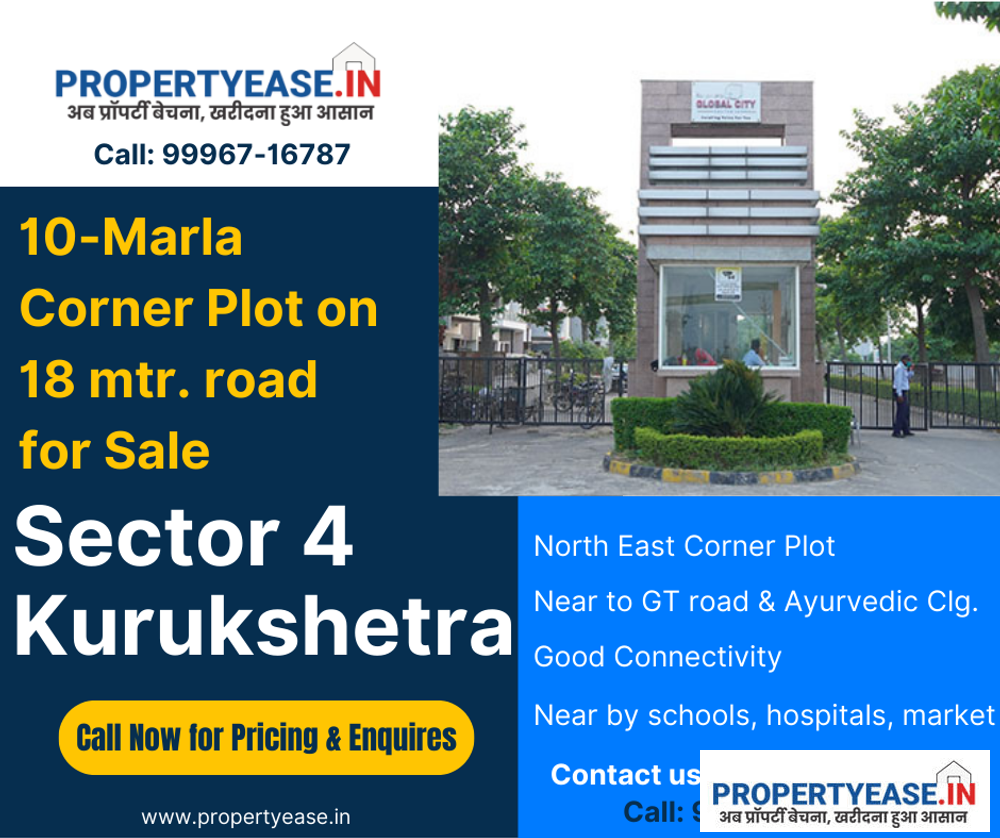 PROPERTYEASE.IN
अब प्रॉपर्टी बेचना, खरीदना हुआ आसान
Call: 99967-16787
GLOBAL CITY
10-Marla
Corner Plot on
18 mtr. road
for Sale
Sector 4
Kurukshetra
Call Now for Pricing & Enquires
www.propertyease.in
North East Corner Plot
Near to GT road & Ayurvedic Clg.
Good Connectivity
Near by schools, hospitals, market
Contact us
Call: 9
PROPERTYEASE.IN
अब प्रॉपर्टी बेचना, खरीदना हुआ आसान